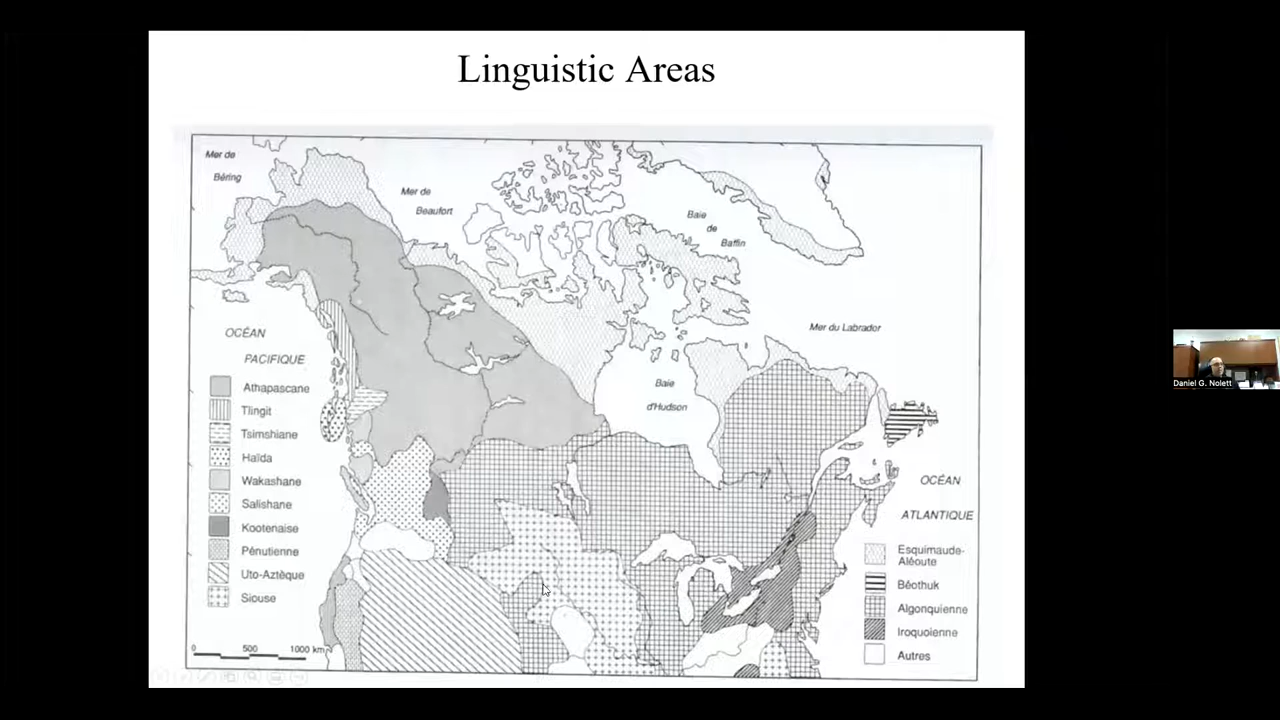 Linguistic Areas
Mer de
Béring
Mer de
Beaufort
Baie
de
Baffin
Mer du Labrador
OCÉAN
PACIFIQUE
Baie
d'Hudson
Athapascane
Tlingit
Tsimshiane
Haïda
Wakashane
Salishane
Kootenaise
Pénutienne
Uto-Aztèque
Siouse
0 500 1000 km
OCÉAN
ATLANTIQUE
Esquimaude-
Aléoute
Béothuk
Algonquienne
Iroquoienne
Autres
Daniel G. Nolett